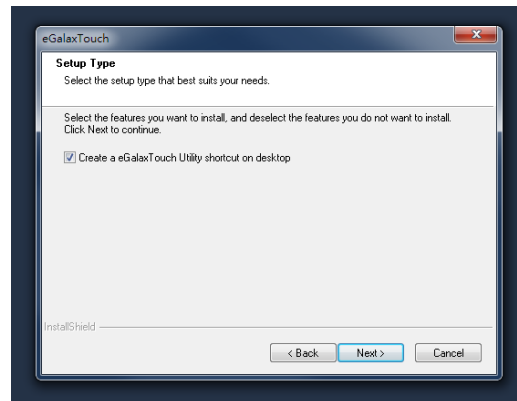 eGalaxTouch
Setup Type
Select the setup type that best suits your needs.
Select the features you want to install, and deselect the features you do not want to install.
Click Next to continue.
Create a eGalaxTouch Utility shortcut on desktop
InstallShield
< Back Next > Cancel